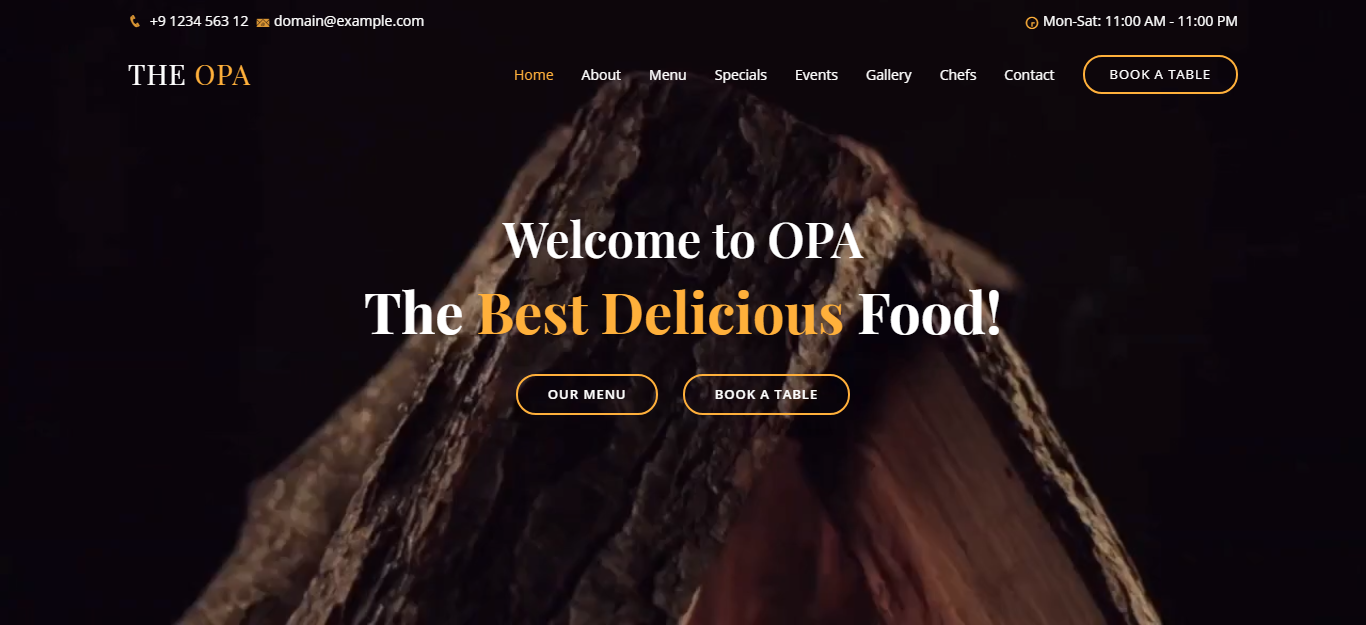 +9 1234 563 12 domain@example.com Mon-Sat: 11:00 AM - 11:00 PM
THE OPA Home About Menu Specials Events Gallery Chefs Contact BOOK A TABLE
Welcome to OPA
The Best Delicious Food!
OUR MENU BOOK A TABLE